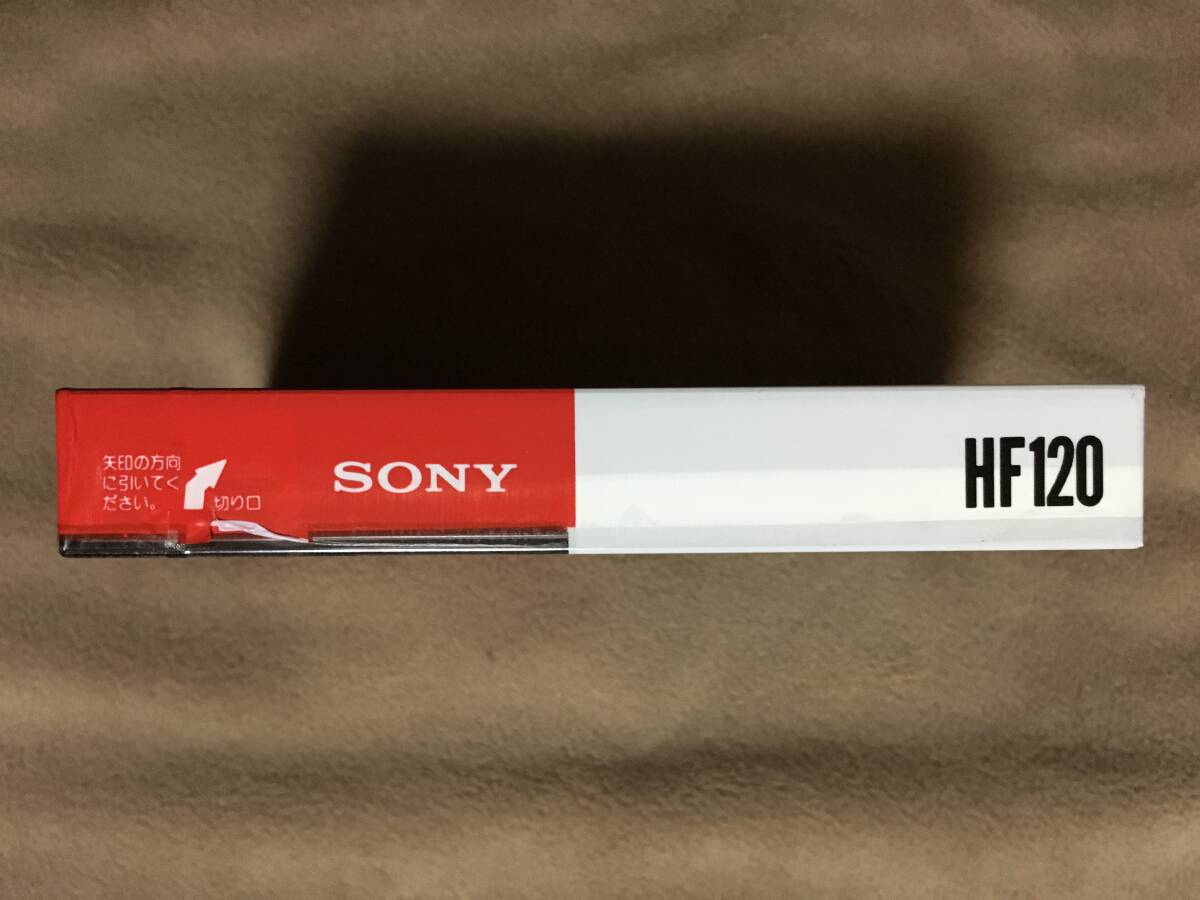 矢印の方向
に引いてく
ださい。
切り口
SONY
HF120